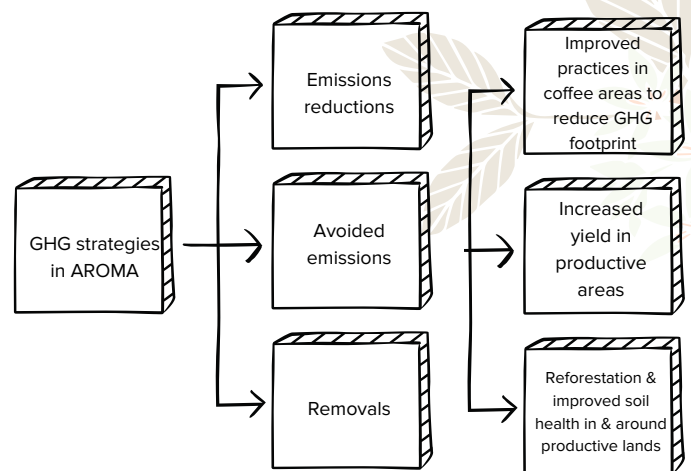 GHG strategies
in AROMA
Emissions
reductions
Avoided
emissions
Removals
Improved
practices in
coffee areas to
reduce GHG
footprint
Increased
yield in
productive
areas
Reforestation &
improved soil
health in & around
productive lands